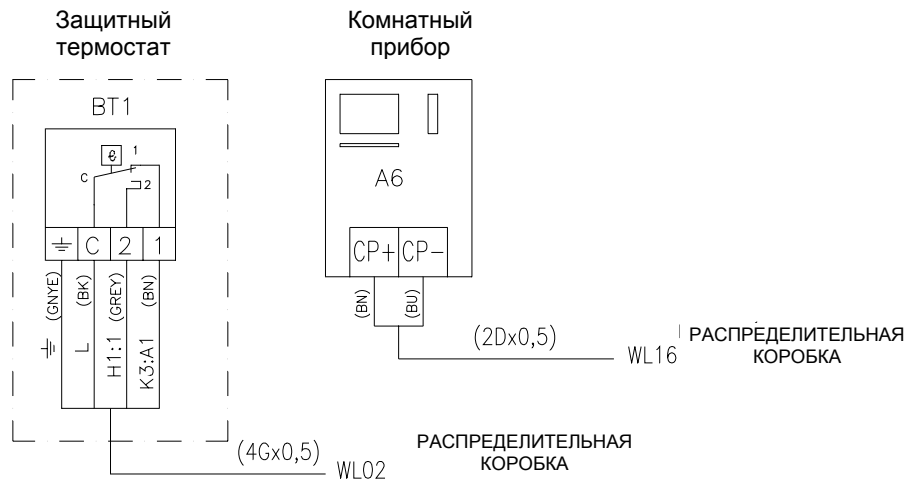 Защитный
термостат
Комнатный
прибор
BT1
1
C
2
C
2
1
(GNYE)
(BK)
(GREY)
(BN)
L
H1:1
K3:A1
(4Gx0,5)
WL02
РАСПРЕДЕЛИТЕЛЬНАЯ
КОРОБКА
A6
CP+
CP-
(BN)
(BU)
(2Dx0,5)
WL16
РАСПРЕДЕЛИТЕЛЬНАЯ
КОРОБКА